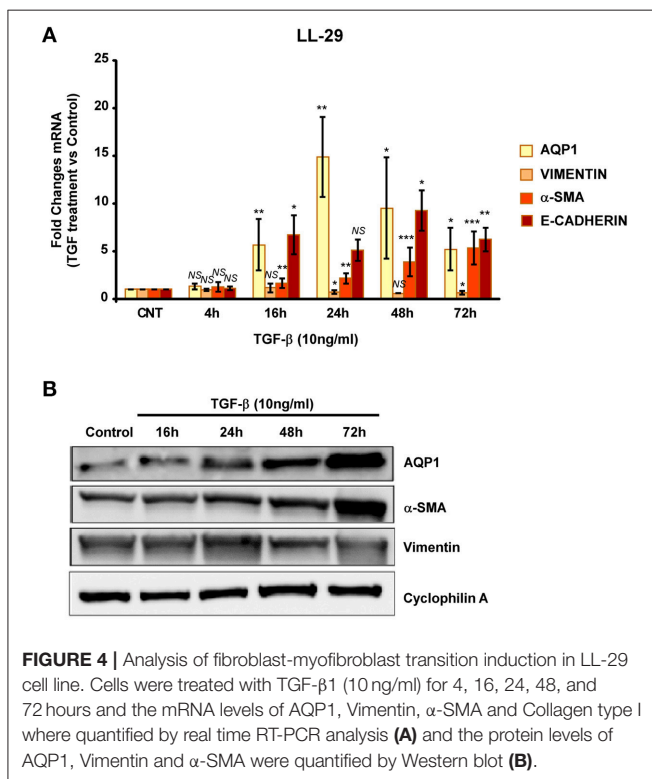 A
LL-29
Fold Changes mRNA
(TGF treatment vs Control)
25
20
15
10
5
0
NS NS NS NS
** NS ** *
** * ** NS
* NS *** *
* * *** **
AQP1
VIMENTIN
α-SMA
E-CADHERIN
CNT 4h 16h 24h 48h 72h
TGF-β (10ng/ml)
B
TGF-β (10ng/ml)
Control 16h 24h 48h 72h
AQP1
α-SMA
Vimentin
Cyclophilin A
FIGURE 4 | Analysis of fibroblast-myofibroblast transition induction in LL-29
cell line. Cells were treated with TGF-β1 (10 ng/ml) for 4, 16, 24, 48, and
72 hours and the mRNA levels of AQP1, Vimentin, α-SMA and Collagen type I
where quantified by real time RT-PCR analysis (A) and the protein levels of
AQP1, Vimentin and α-SMA were quantified by Western blot (B).